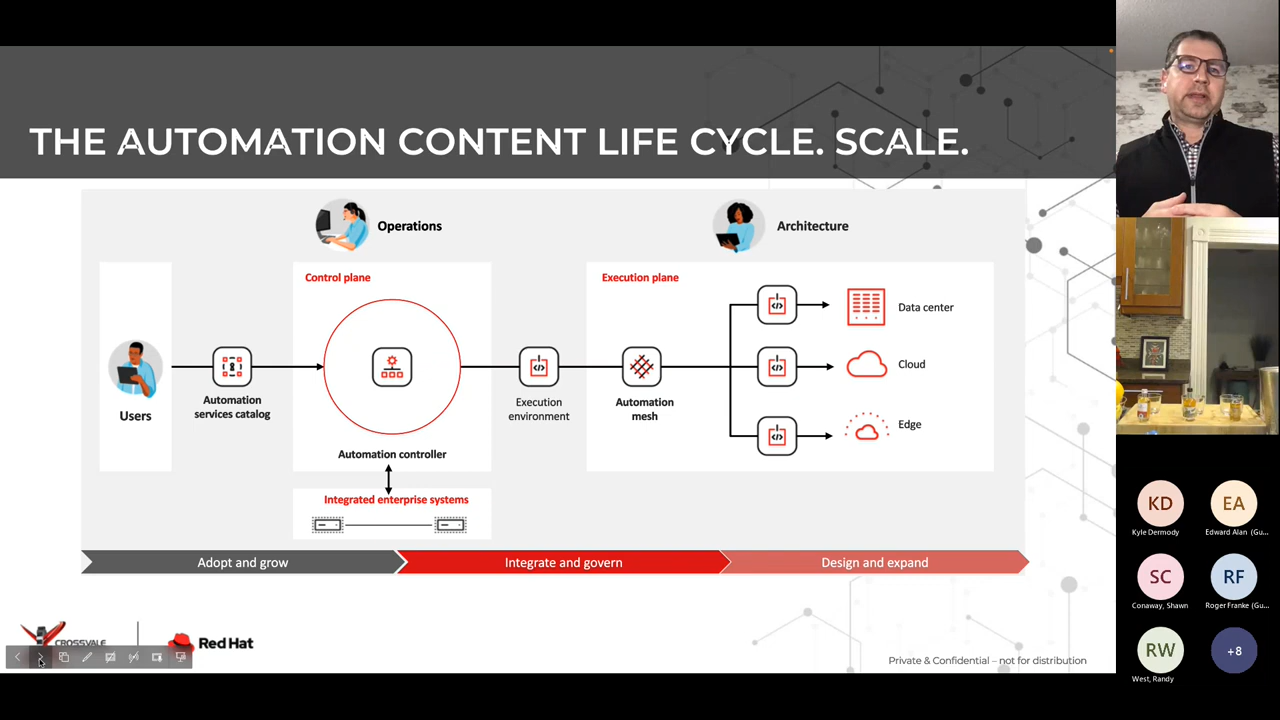 THE AUTOMATION CONTENT LIFE CYCLE. SCALE.
Operations
Architecture
Control plane
Execution plane
Data center
Cloud
Edge
Users
Automation
services catalog
Execution
environment
Automation
mesh
Automation controller
Integrated enterprise systems
Adopt and grow
Integrate and govern
Design and expand
CROSSVALE
Red Hat
Private & Confidential – not for distribution
KD
EA
Kyle Dermody
Edward Alan (Gu...
SC
RF
Conaway, Shawn
Roger Franke (Gu...
RW
+8
West, Randy